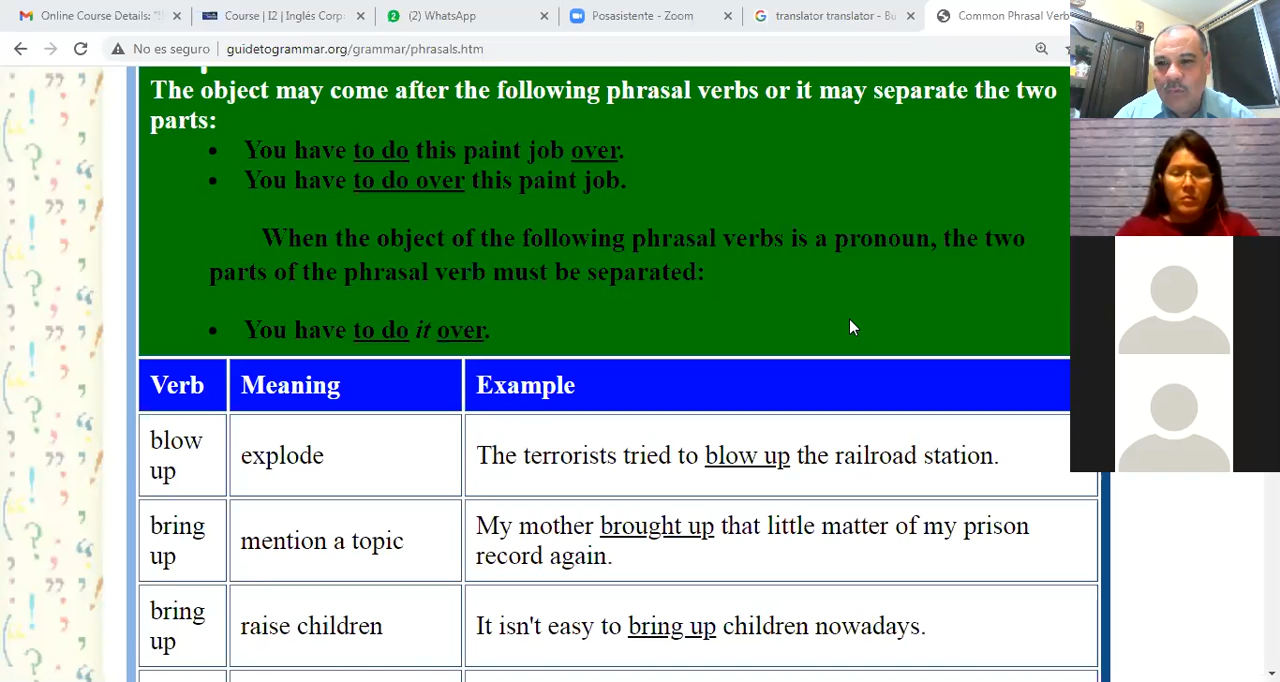 Online Course Details: "
Course | I2 | Inglés Corp
(2) WhatsApp
Posasistente - Zoom
translator translator - Bu
Common Phrasal Verb
No es seguro
guidetogrammar.org/grammar/phrasals.htm
The object may come after the following phrasal verbs or it may separate the two
parts:
• You have to do this paint job over.
• You have to do over this paint job.
When the object of the following phrasal verbs is a pronoun, the two
parts of the phrasal verb must be separated:
• You have to do it over.
Verb Meaning Example
blow
up
explode
The terrorists tried to blow up the railroad station.
bring
up
mention a topic
My mother brought up that little matter of my prison
record again.
bring
up
raise children
It isn't easy to bring up children nowadays.